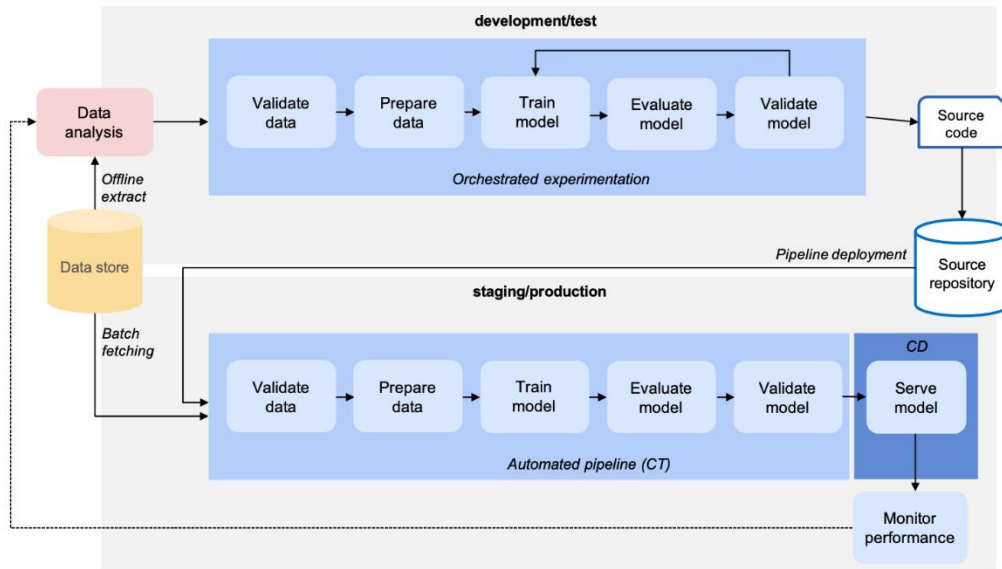 development/test
Validate
data
Prepare
data
Train
model
Evaluate
model
Validate
model
Orchestrated experimentation
Data
analysis
Source
code
Offline
extract
Data store
Pipeline deployment
Source
repository
staging/production
Batch
fetching
Validate
data
Prepare
data
Train
model
Evaluate
model
Validate
model
Automated pipeline (CT)
CD
Serve
model
Monitor
performance